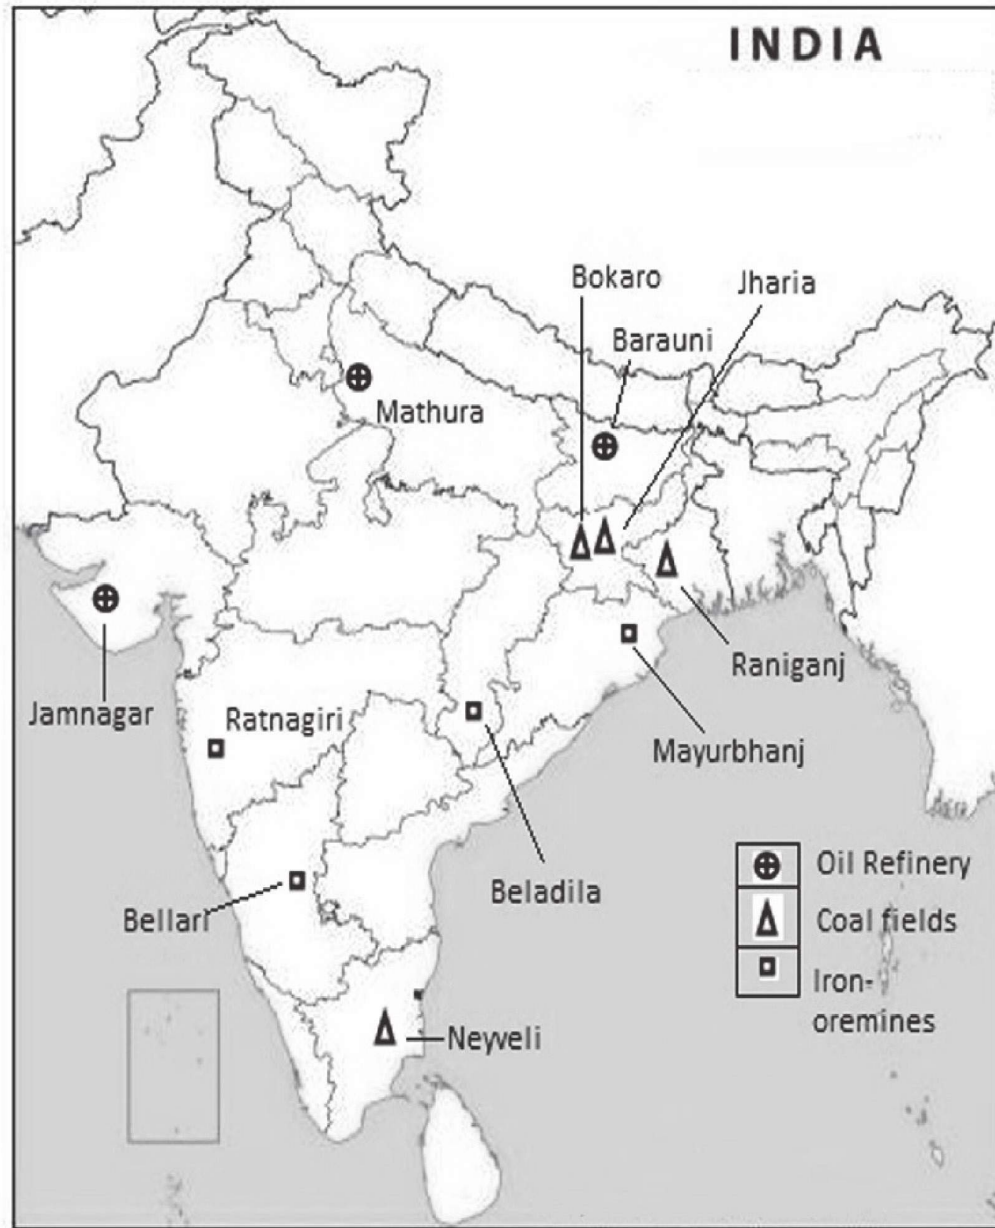 INDIA
Bokaro
Jharia
Barauni
Mathura
Raniganj
Jamnagar
Ratnagiri
Mayurbhanj
Beladila
Bellari
Oil Refinery
Coal fields
Iron-
oremines
Neyveli